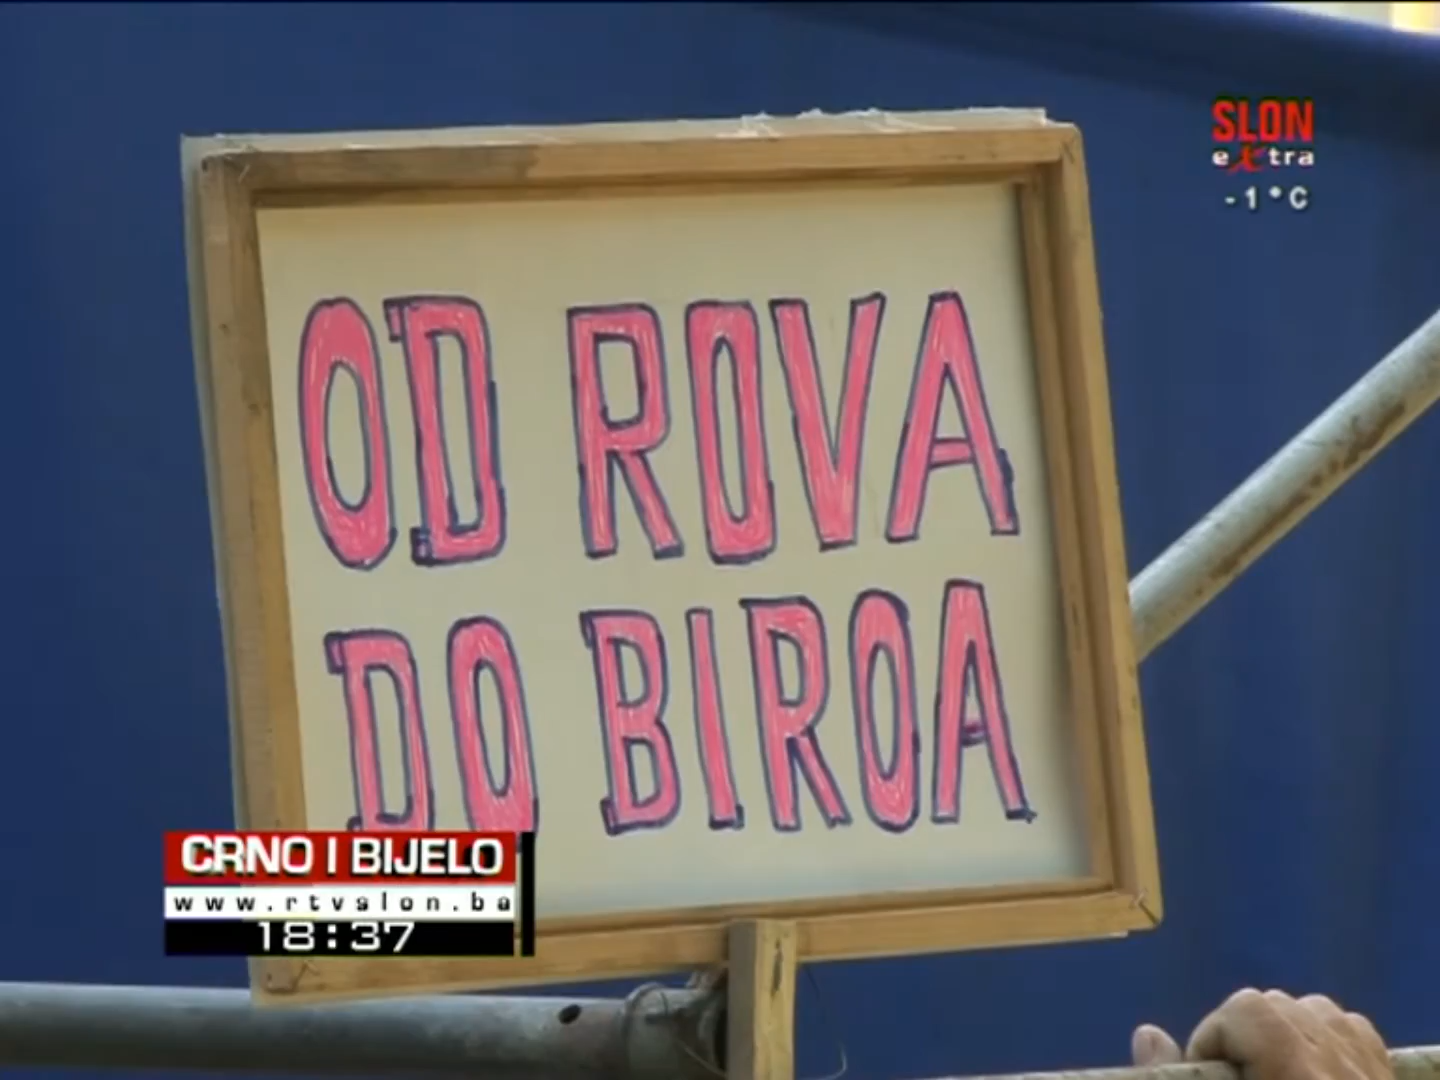 SLON
extra
-1°C
OD ROVA
DO BIROA
CRNO I BIJELO
www.rtvslon.ba
18:37